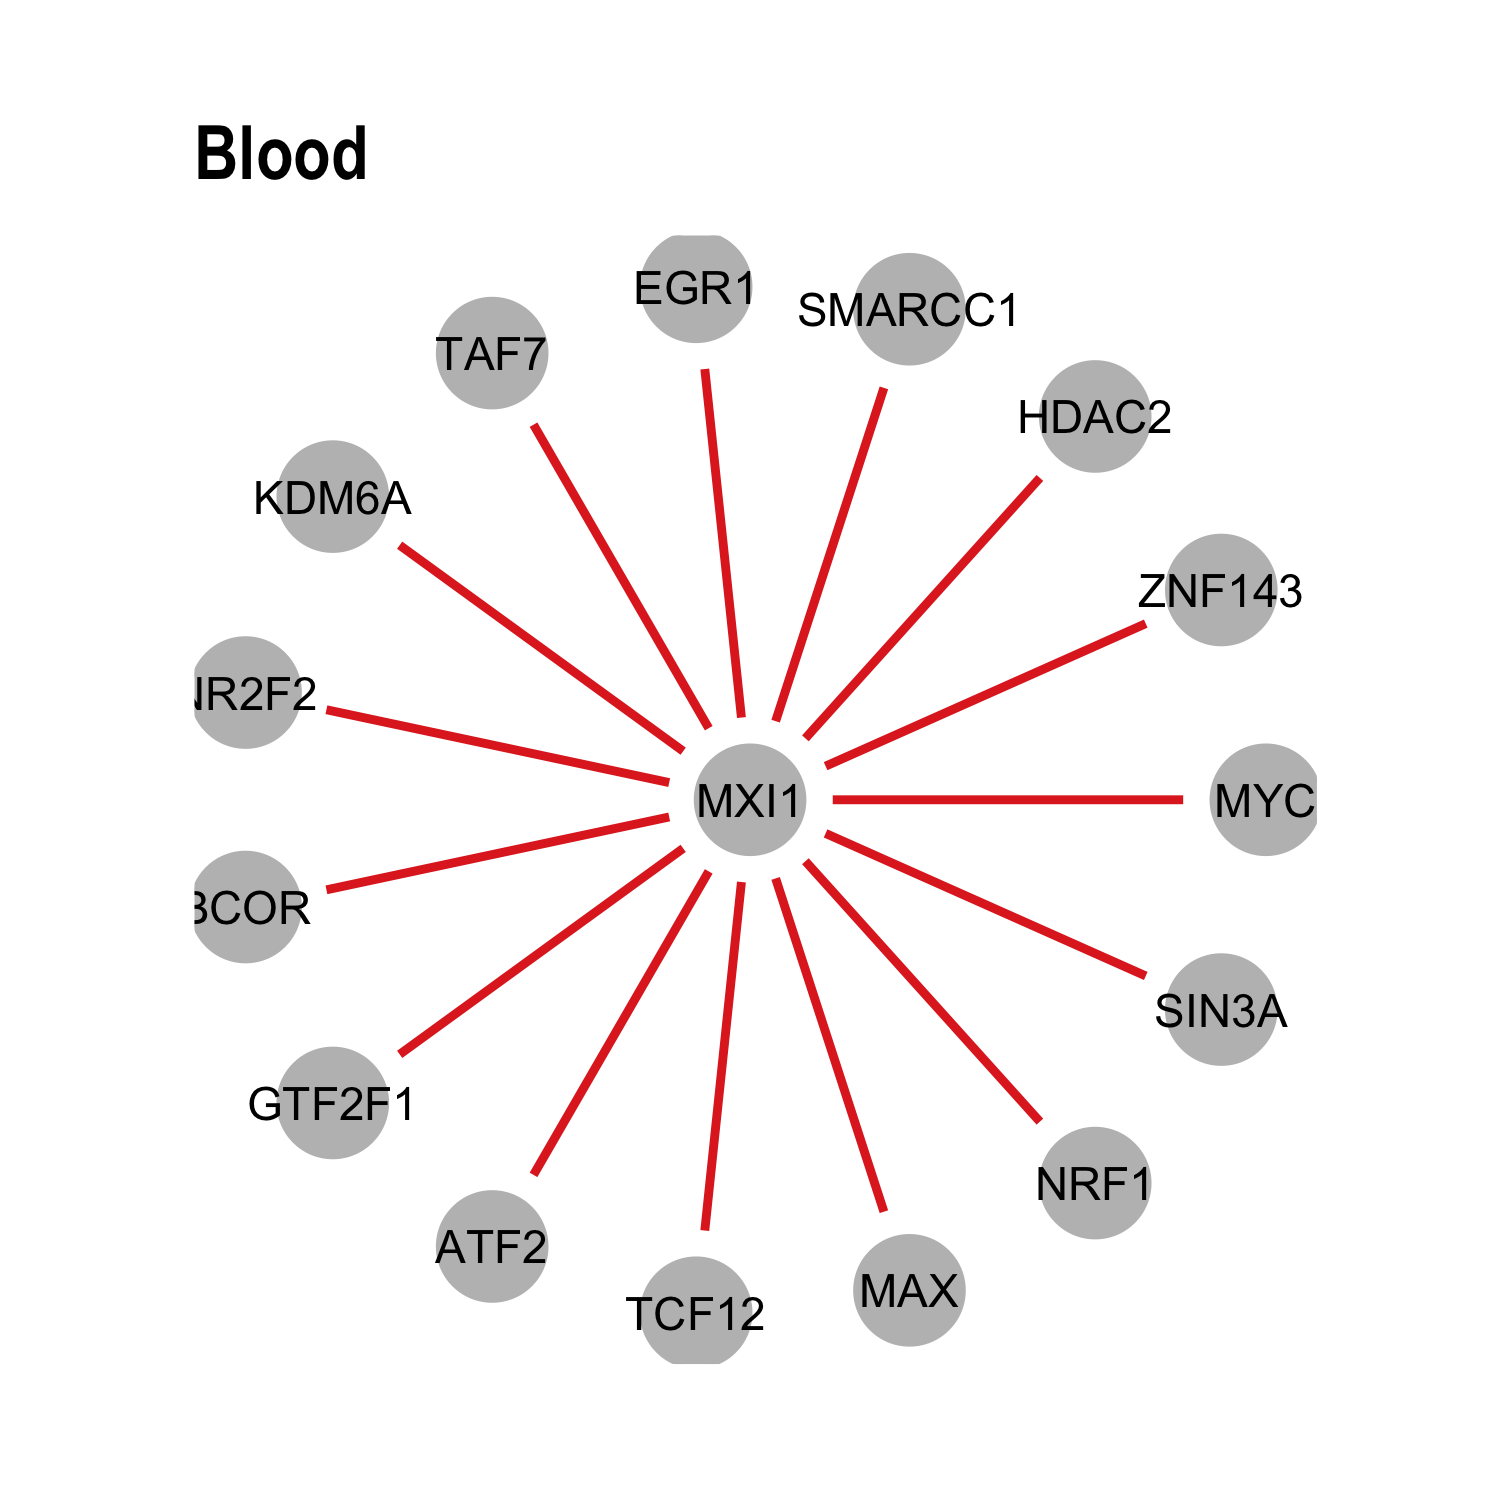 Blood
EGR1
SMARCC1
TAF7
HDAC2
KDM6A
ZNF143
NR2F2
MXI1
MYC
BCOR
SIN3A
GTF2F1
NRF1
ATF2
MAX
TCF12